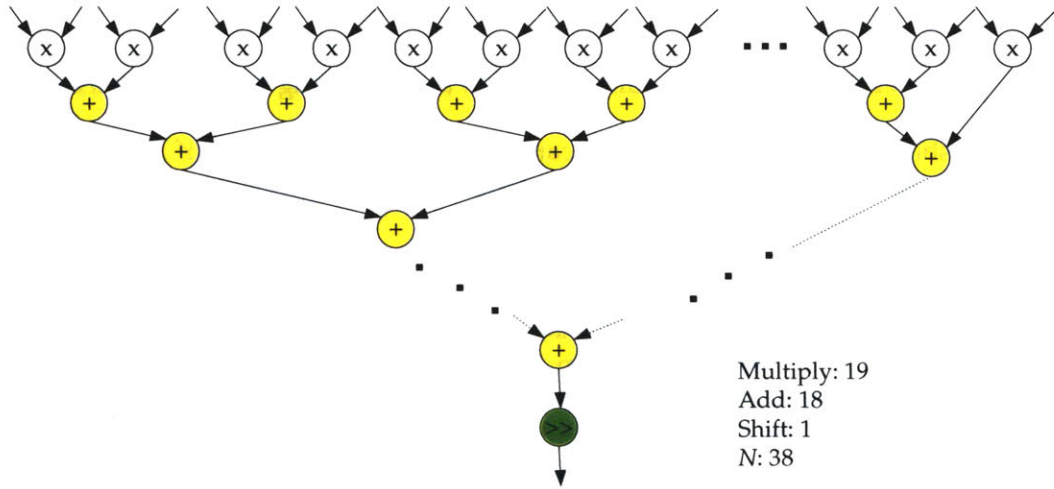 x x x x x x x x x x x
+ + + +
+
+ + +
+
+
>>
Multiply: 19
Add: 18
Shift: 1
N: 38